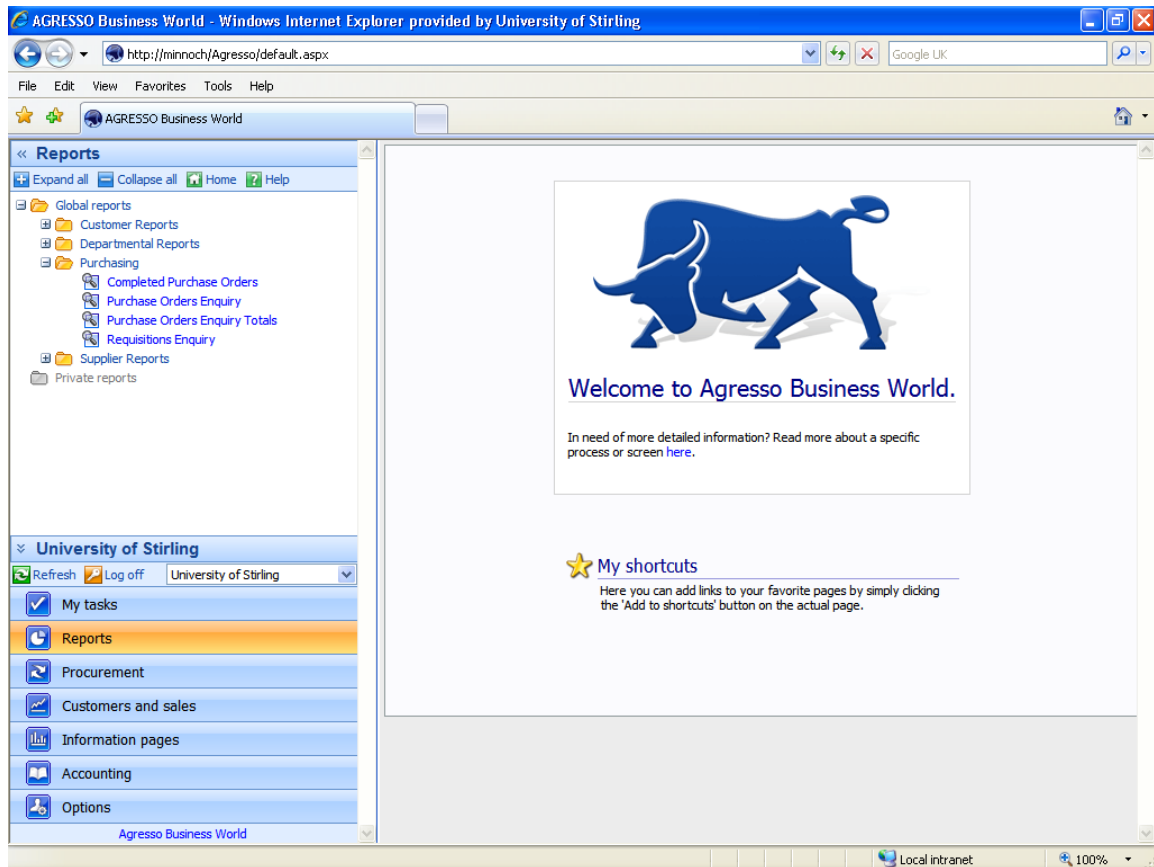 AGRESSO Business World - Windows Internet Explorer provided by University of Stirling
http://minnoch/Agresso/default.aspx
Google UK
File Edit View Favorites Tools Help
AGRESSO Business World
« Reports
Expand all Collapse all Home Help
Global reports
Customer Reports
Departmental Reports
Purchasing
Completed Purchase Orders
Purchase Orders Enquiry
Purchase Orders Enquiry Totals
Requisitions Enquiry
Supplier Reports
Private reports
University of Stirling
Refresh Log off University of Stirling
My tasks
Reports
Procurement
Customers and sales
Information pages
Accounting
Options
Agresso Business World
Welcome to Agresso Business World.
In need of more detailed information? Read more about a specific
process or screen here.
My shortcuts
Here you can add links to your favorite pages by simply clicking
the 'Add to shortcuts' button on the actual page.
Local intranet 100%